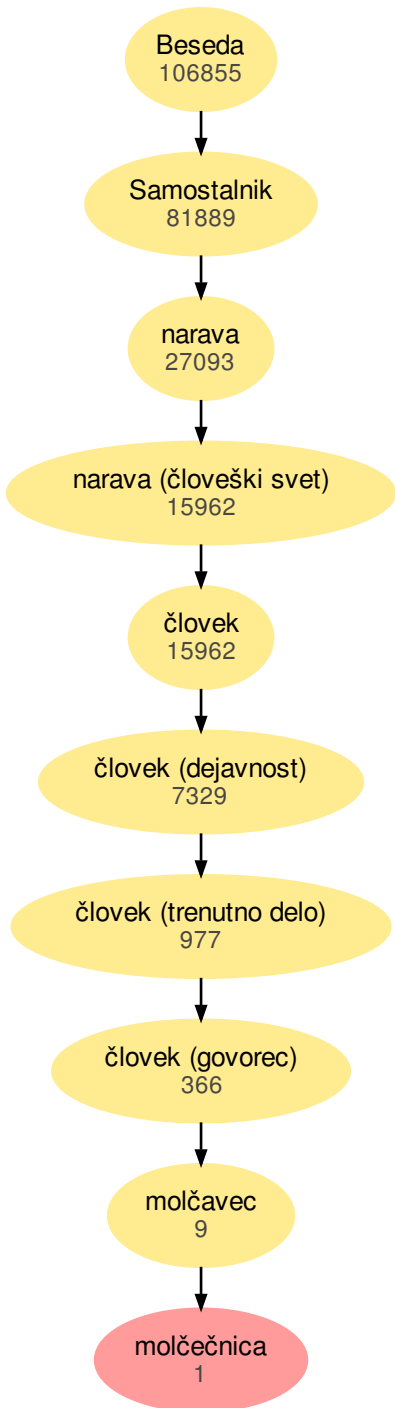 Beseda
106855
Samostalnik
81889
narava
27093
narava (človeški svet)
15962
človek
15962
človek (dejavnost)
7329
človek (trenutno delo)
977
človek (govorec)
366
molčavec
9
molčečnica
1